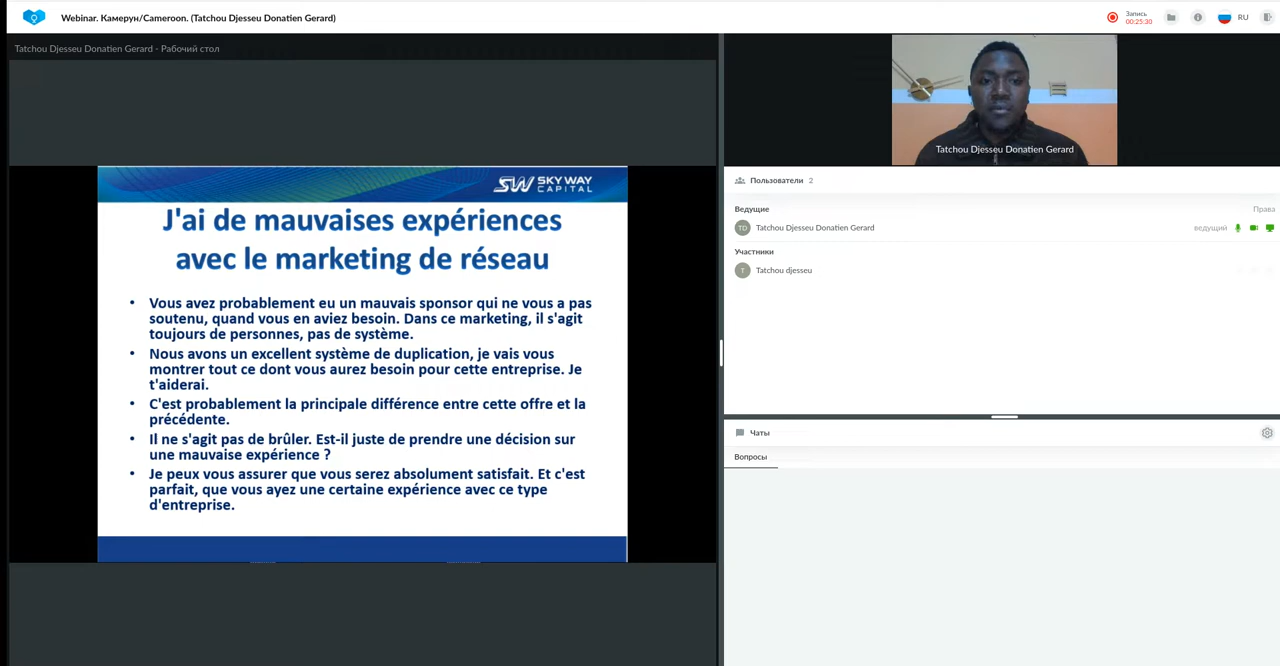 Webinar. Камерун/Cameroon. (Tatchou Djesseu Donatien Gerard)
Запись
00:25:30
RU
Tatchou Djesseu Donatien Gerard - Рабочий стол
SW SKY WAY
CAPITAL
J'ai de mauvaises expériences
avec le marketing de réseau
• Vous avez probablement eu un mauvais sponsor qui ne vous a pas
soutenu, quand vous en aviez besoin. Dans ce marketing, il s'agit
toujours de personnes, pas de système.
• Nous avons un excellent système de duplication, je vais vous
montrer tout ce dont vous aurez besoin pour cette entreprise. Je
t'aiderai.
• C'est probablement la principale différence entre cette offre et la
précédente.
• Il ne s'agit pas de brûler. Est-il juste de prendre une décision sur
une mauvaise expérience ?
• Je peux vous assurer que vous serez absolument satisfait. Et c'est
parfait, que vous ayez une certaine expérience avec ce type
d'entreprise.
Tatchou Djesseu Donatien Gerard
Пользователи 2
Ведущие Права
TD Tatchou Djesseu Donatien Gerard ведущий
Участники
T Tatchou djesseu
Чаты
Вопросы